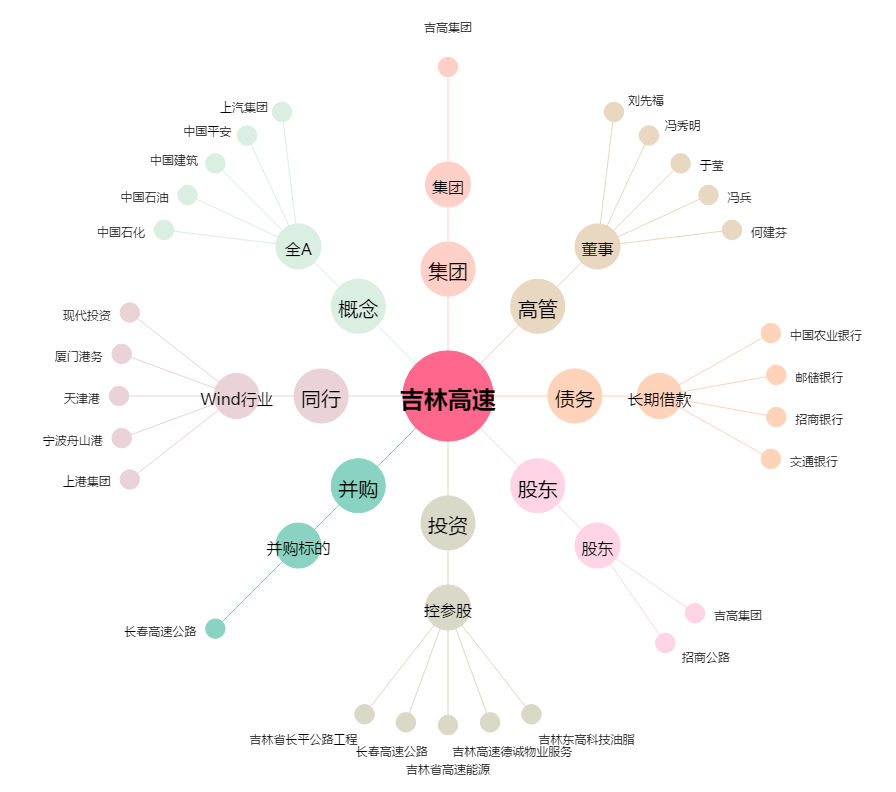 吉高集团
集团
集团
刘先福
冯秀明
于莹
冯兵
何建芬
董事
高管
上汽集团
中国平安
中国建筑
中国石油
中国石化
全A
概念
吉林高速
现代投资
厦门港务
天津港
宁波舟山港
上港集团
Wind行业
同行
债务
长期借款
中国农业银行
邮储银行
招商银行
交通银行
并购
并购标的
长春高速公路
投资
控参股
吉林省长平公路工程
长春高速公路
吉林省高速能源
吉林高速德诚物业服务
吉林东高科技油脂
股东
股东
吉高集团
招商公路